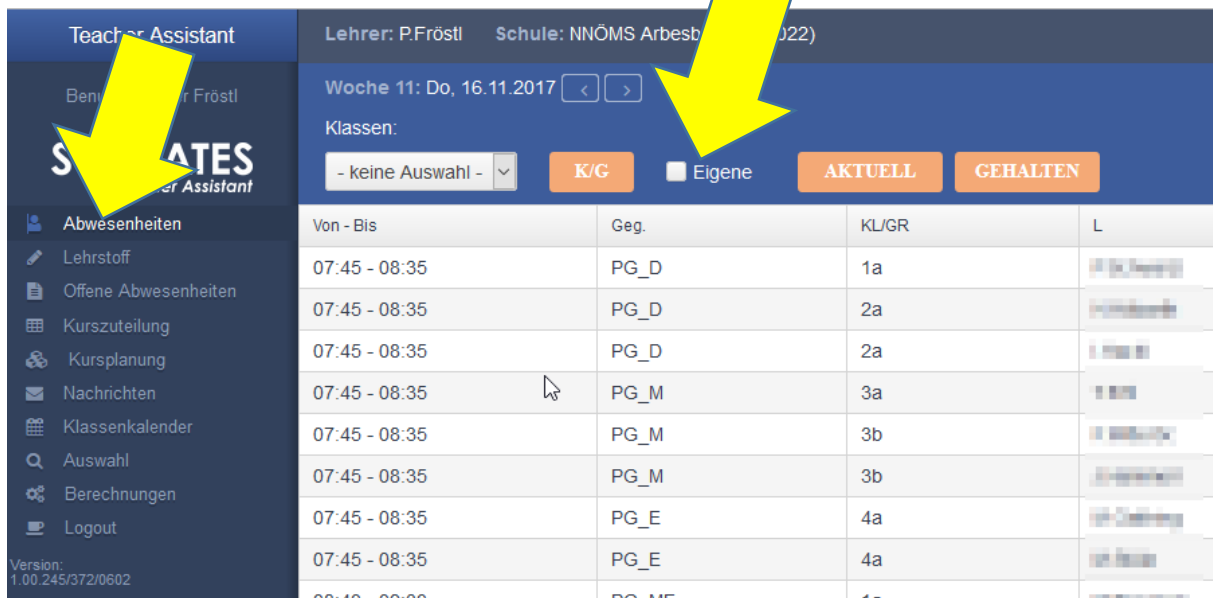 Teacher Assistant
Lehrer: P.Fröstl Schule: NNÖMS
Fröstl
Woche 11: Do, 16.11.2017
Klassen:
- keine Auswahl - K/G Eigene AKTUELL GEHALTEN
Assistant
Abwesenheiten
Lehrstoff
Offene Abwesenheiten
Kurszuteilung
Kursplanung
Nachrichten
Klassenkalender
Auswahl
Berechnungen
Logout
Version:
1.00.245/372/0602
Von - Bis Geg. KL/GR L
07:45 - 08:35 PG_D 1a
07:45 - 08:35 PG_D 2a
07:45 - 08:35 PG_D 2a
07:45 - 08:35 PG_M 3a
07:45 - 08:35 PG_M 3b
07:45 - 08:35 PG_M 3b
07:45 - 08:35 PG_E 4a
07:45 - 08:35 PG_E 4a